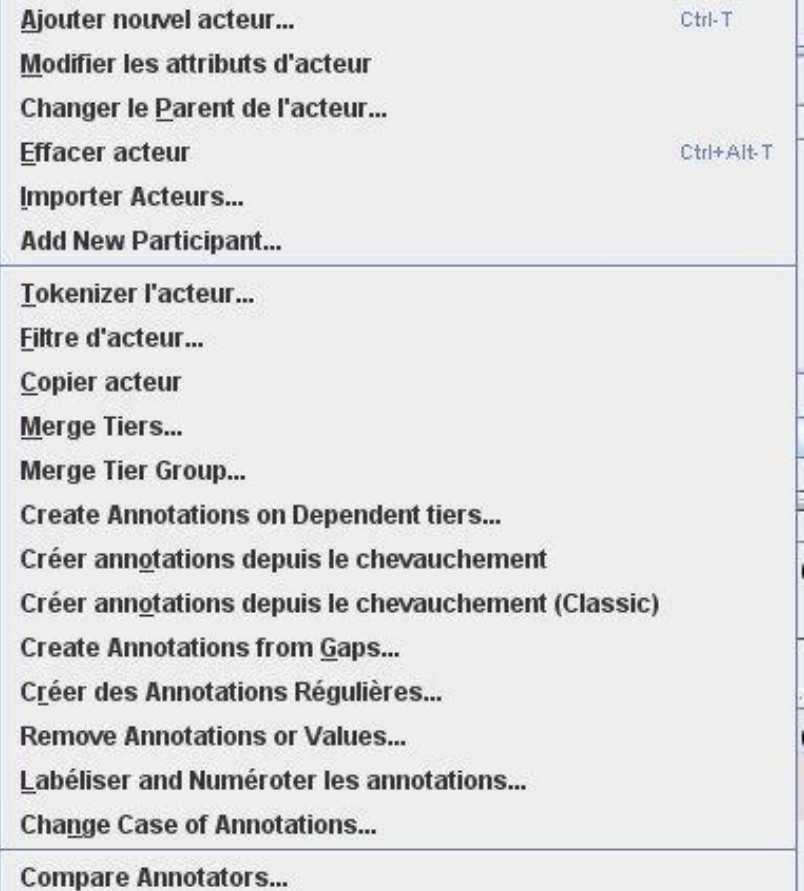 Ajouter nouvel acteur... Ctrl-T
Modifier les attributs d'acteur
Changer le Parent de l'acteur...
Effacer acteur Ctrl+Alt-T
Importer Acteurs...
Add New Participant...
Tokenizer l'acteur...
Filtre d'acteur...
Copier acteur
Merge Tiers...
Merge Tier Group...
Create Annotations on Dependent tiers...
Créer annotations depuis le chevauchement
Créer annotations depuis le chevauchement (Classic)
Create Annotations from Gaps...
Créer des Annotations Régulières...
Remove Annotations or Values...
Labéliser and Numéroter les annotations...
Change Case of Annotations...
Compare Annotators...